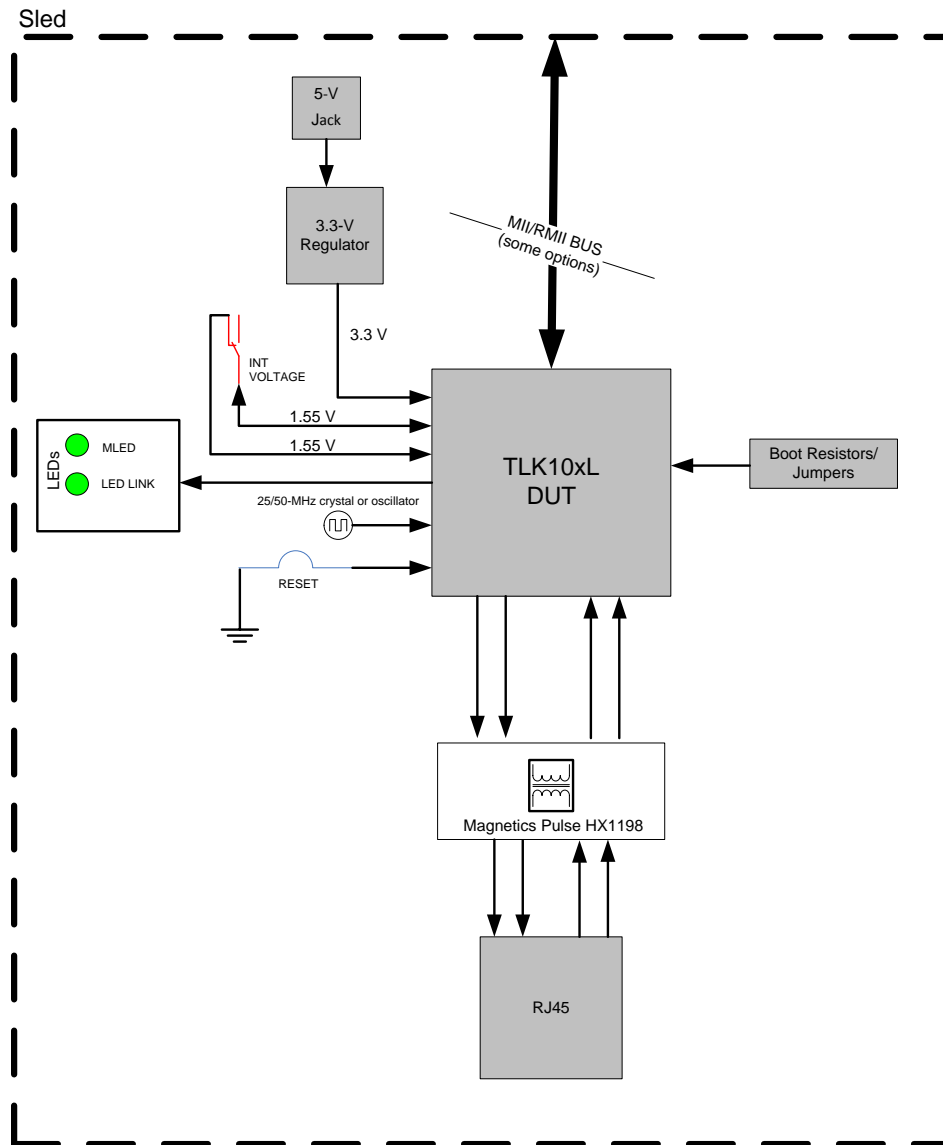 Sled
5-V
Jack
3.3-V
Regulator
MII/RMII BUS
(some options)
3.3 V
INT
VOLTAGE
1.55 V
1.55 V
LEDs
MLED
LED LINK
TLK10xL
DUT
Boot Resistors/
Jumpers
25/50-MHz crystal or oscillator
RESET
Magnetics Pulse HX1198
RJ45